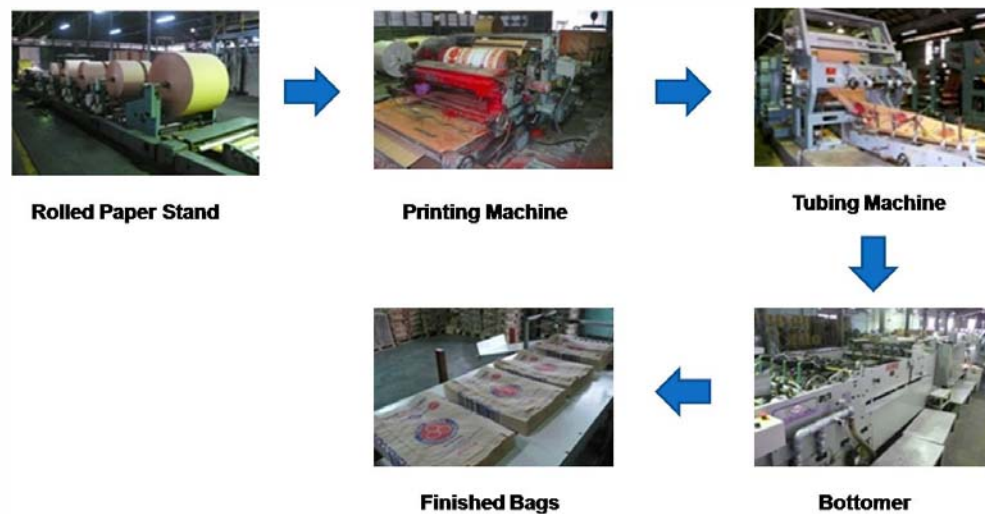 Rolled Paper Stand
Printing Machine
Tubing Machine
Bottomer
Finished Bags